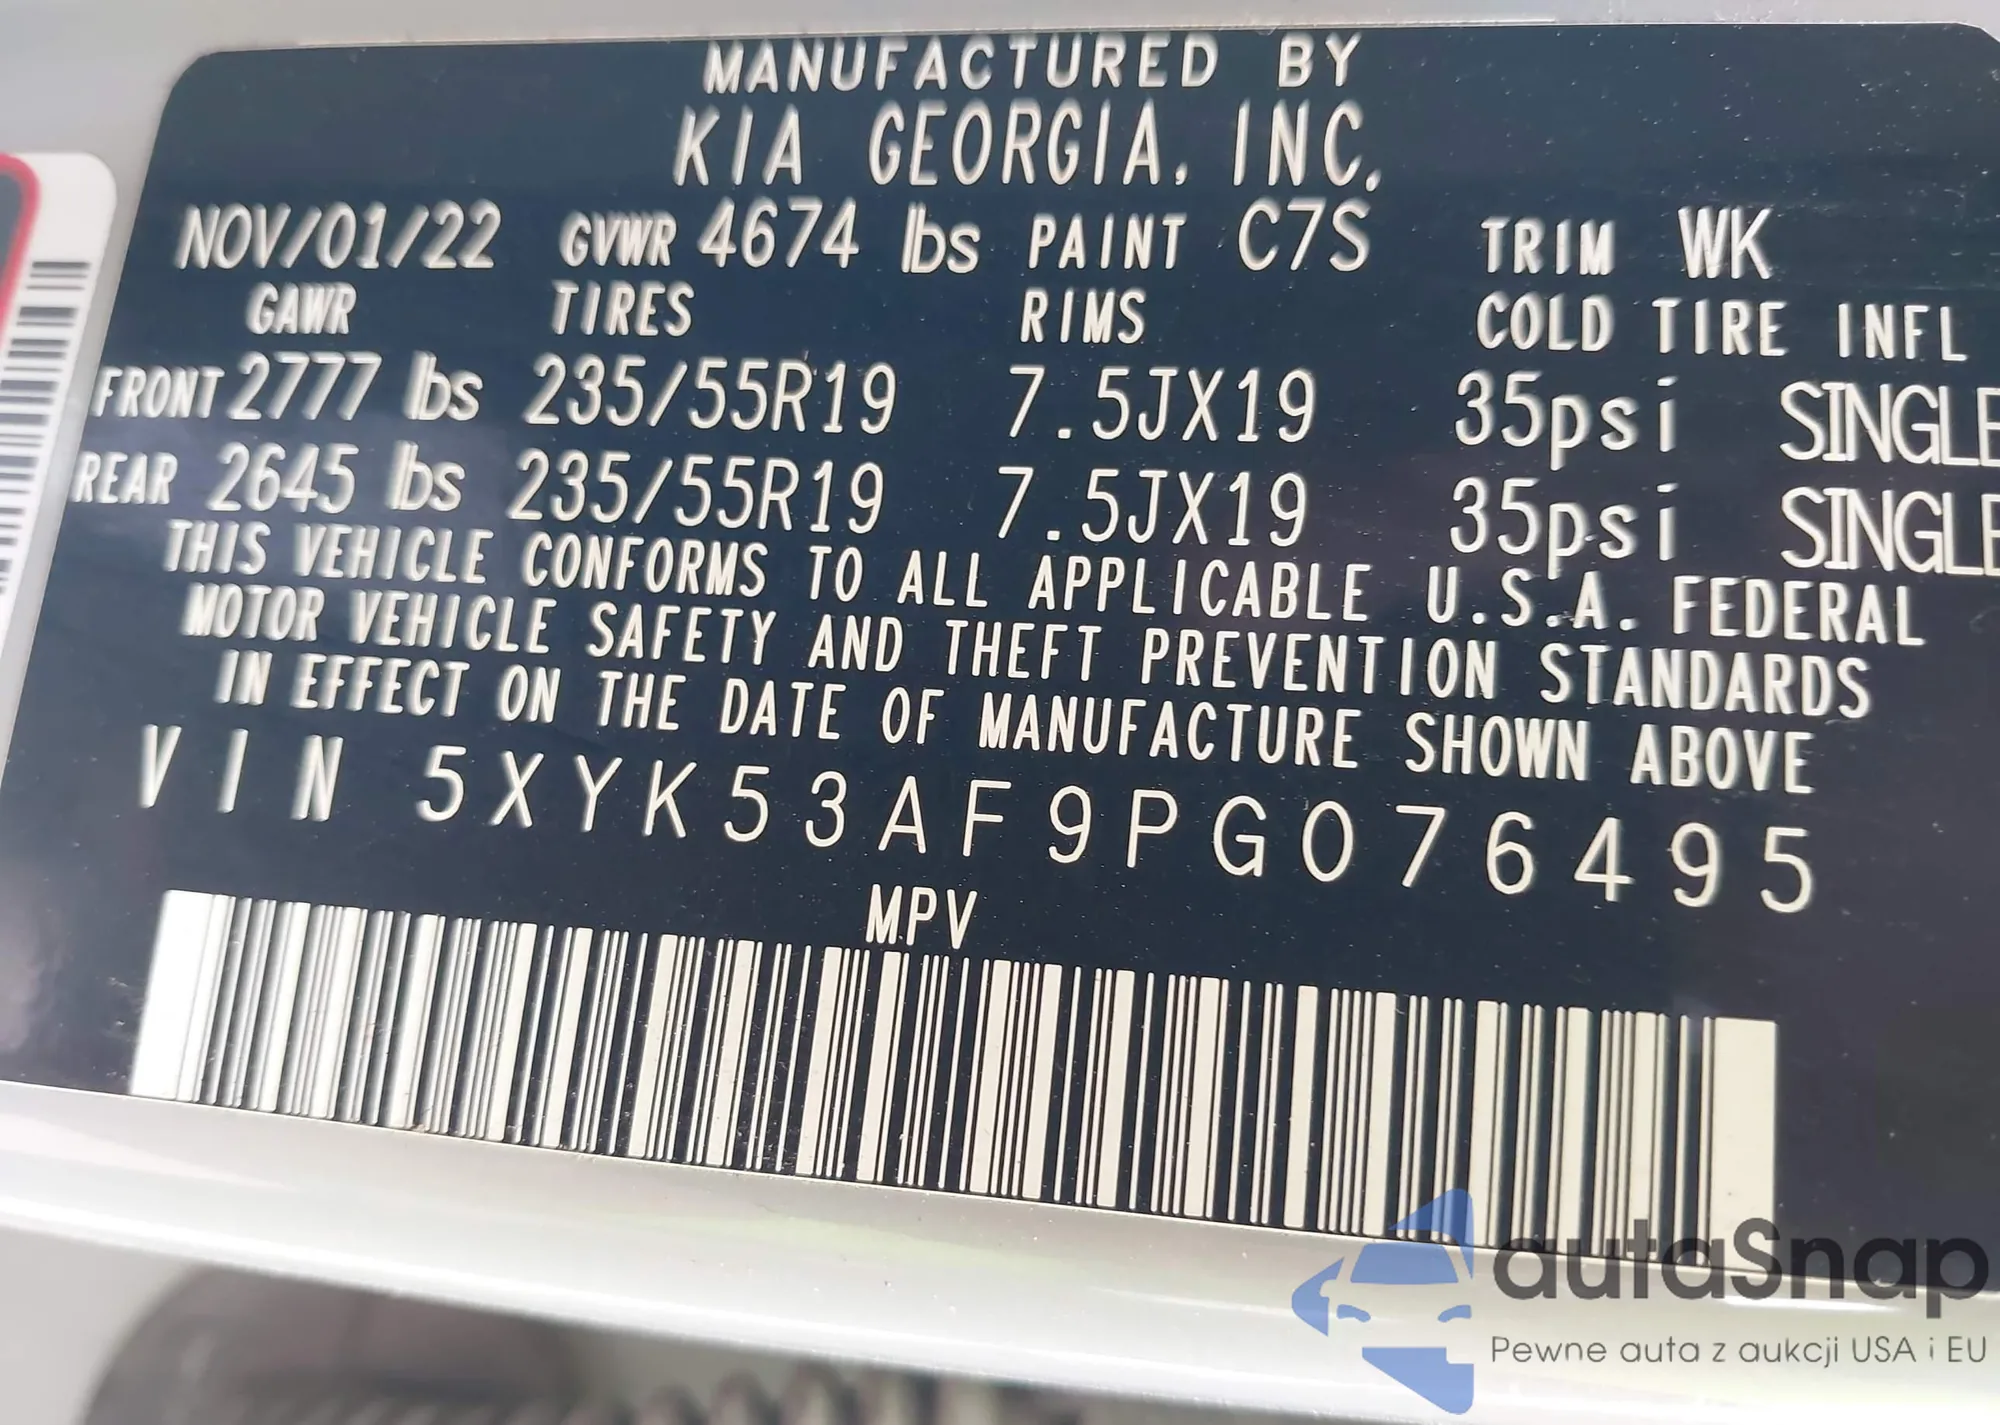 MANUFACTURED BY
KIA GEORGIA, INC.
NOV/01/22 GVWR 4674 lbs PAINT C7S TRIM WK
GAWR TIRES RIMS COLD TIRE INFL
FRONT 2777 lbs 235/55R19 7.5JX19 35psi SINGLE
REAR 2645 lbs 235/55R19 7.5JX19 35psi SINGLE
THIS VEHICLE CONFORMS TO ALL APPLICABLE U.S.A. FEDERAL
MOTOR VEHICLE SAFETY AND THEFT PREVENTION STANDARDS
IN EFFECT ON THE DATE OF MANUFACTURE SHOWN ABOVE
VIN 5XYK53AF9PG076495
MPV
autaSnap
Pewne auta z aukcji USA i EU